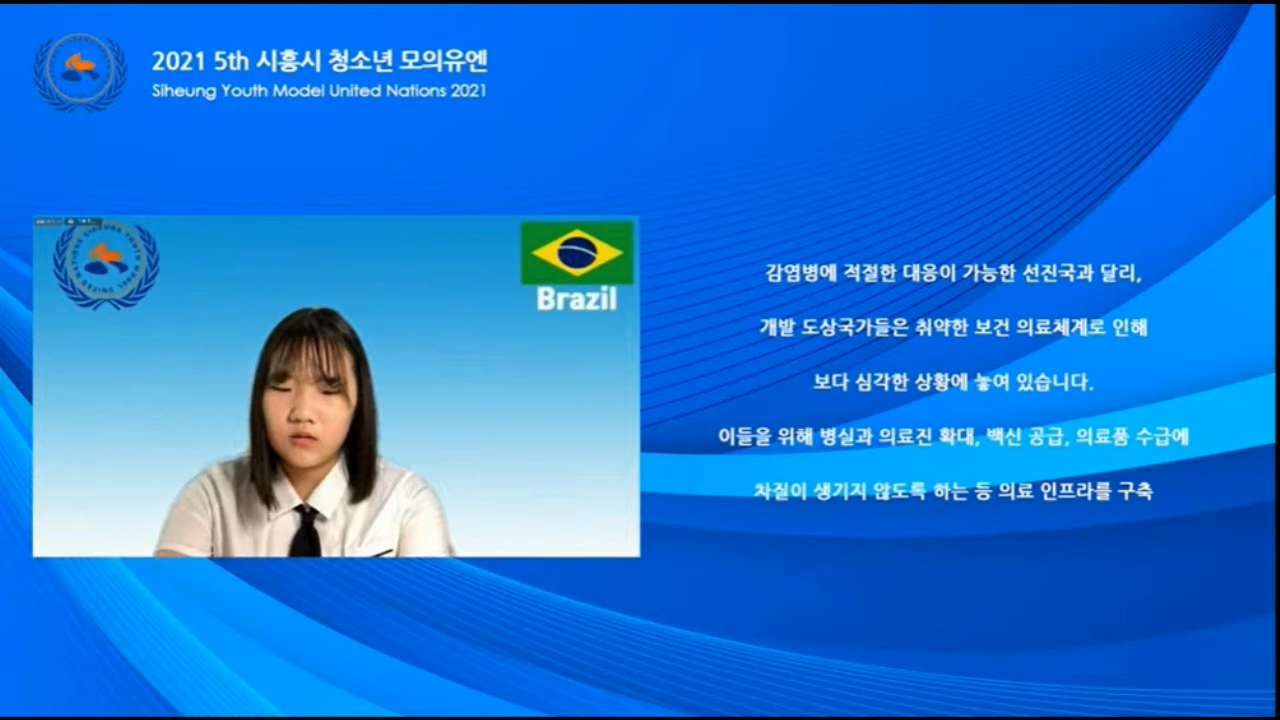 2021 5th 시흥시 청소년 모의유엔
Siheung Youth Model United Nations 2021
Brazil
감염병에 적절한 대응이 가능한 선진국과 달리,
개발 도상국가들은 취약한 보건 의료체계로 인해
보다 심각한 상황에 놓여 있습니다.
이들을 위해 병실과 의료진 확대, 백신 공급, 의료품 수급에
차질이 생기지 않도록 하는 등 의료 인프라를 구축